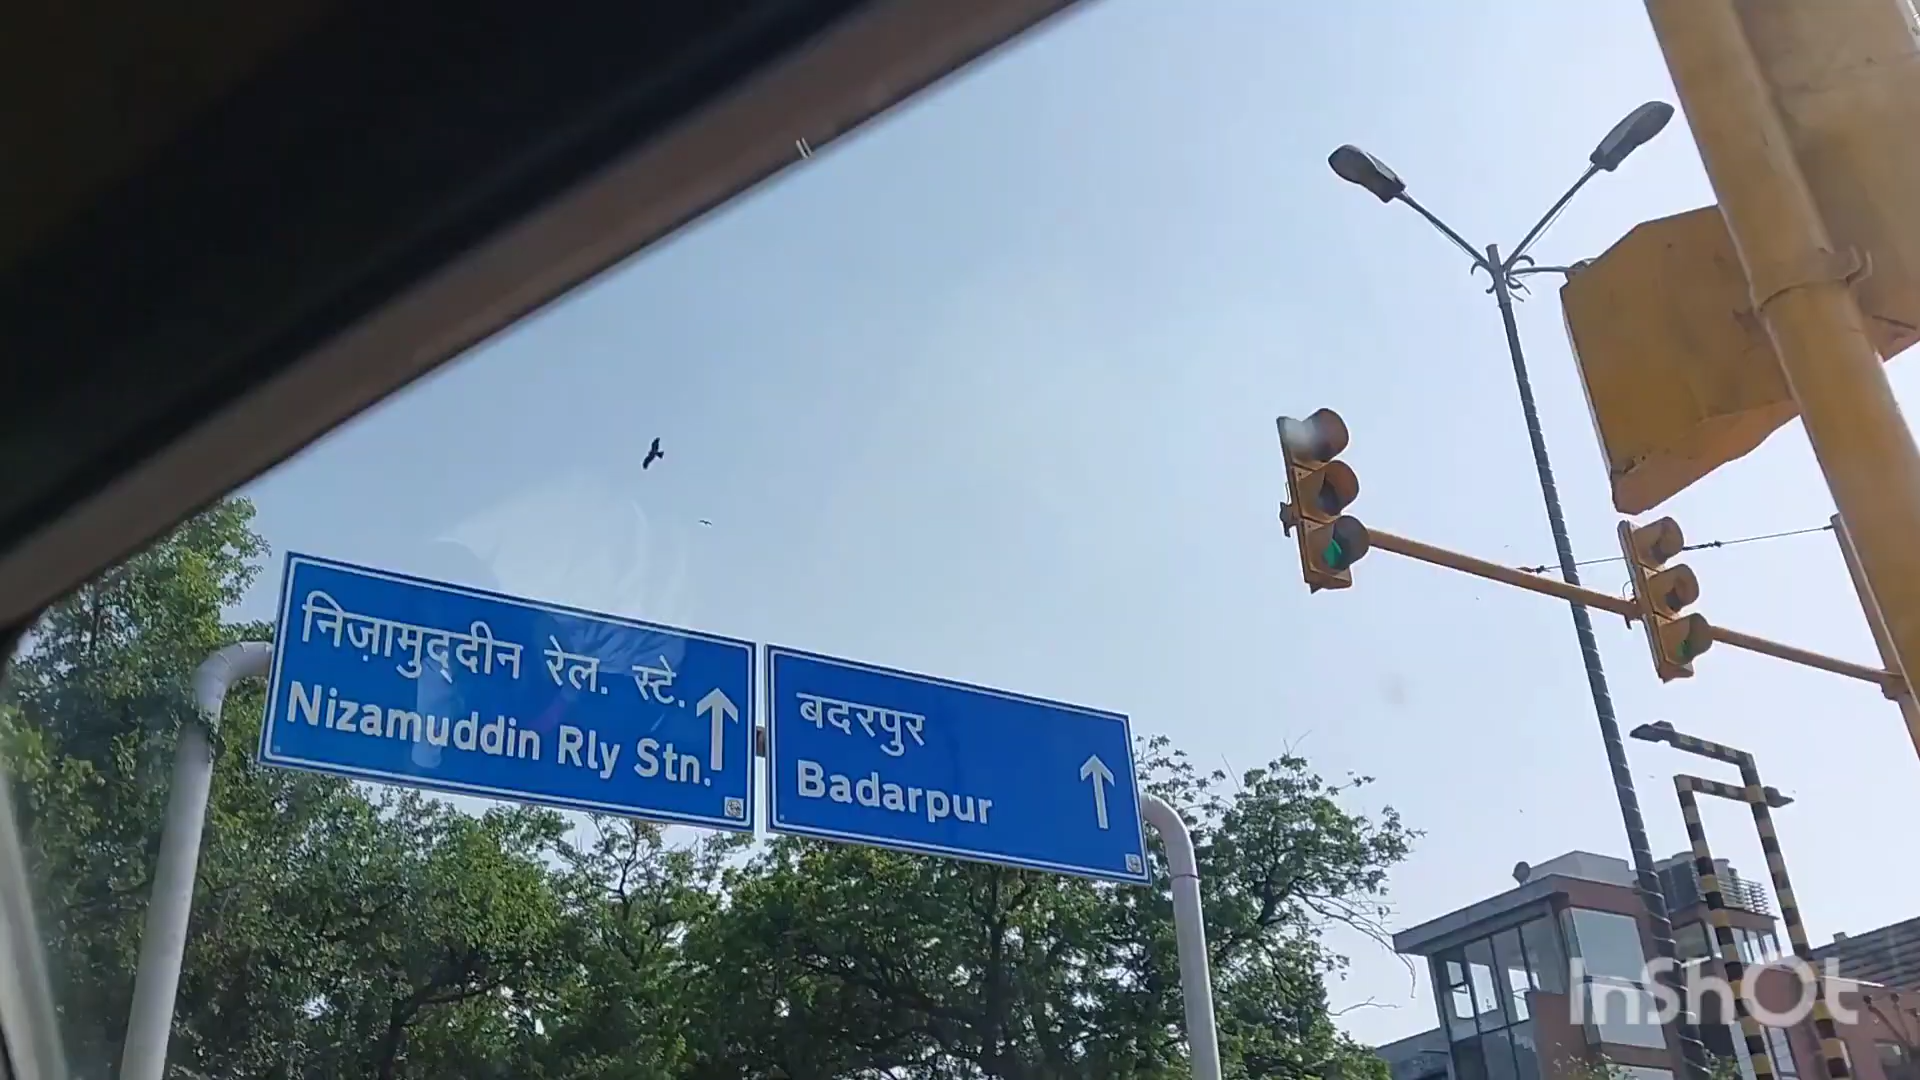 निज़ामुद्दीन रेल. स्टे.
Nizamuddin Rly Stn.
बदरपुर
Badarpur
InShOt